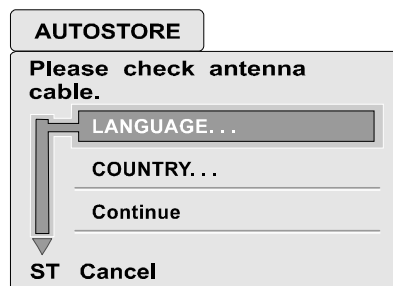 AUTOSTORE
Please check antenna
cable.
LANGUAGE...
COUNTRY...
Continue
ST Cancel